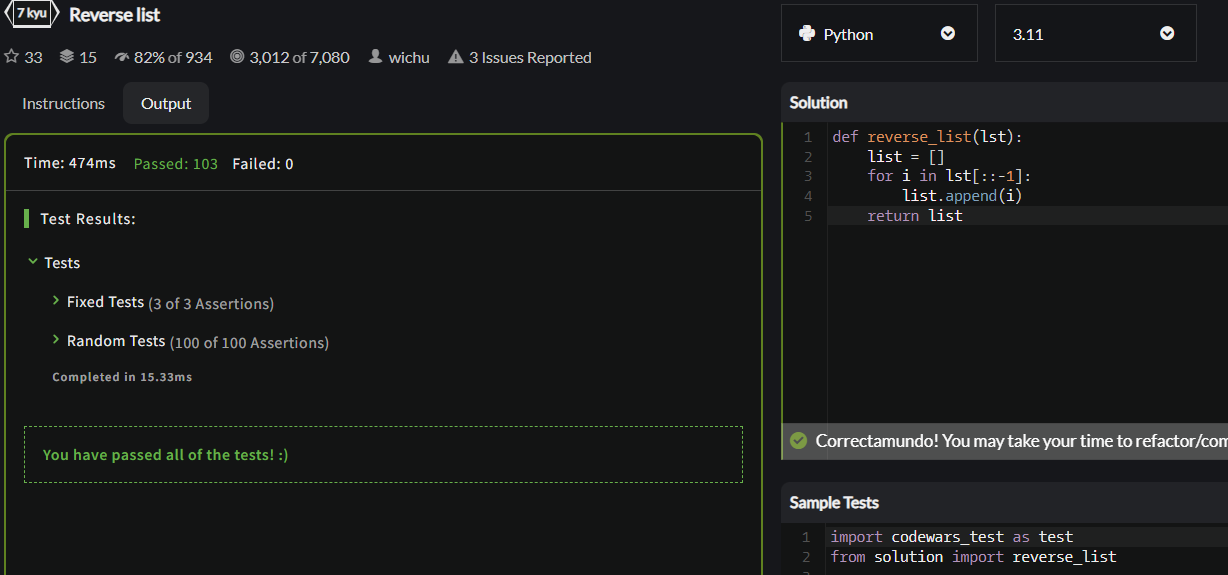 7 kyu Reverse list
33 15 82% of 934 3,012 of 7,080 wichu 3 Issues Reported
Instructions Output
Time: 474ms Passed: 103 Failed: 0
Test Results:
Tests
Fixed Tests (3 of 3 Assertions)
Random Tests (100 of 100 Assertions)
Completed in 15.33ms
You have passed all of the tests! :)
Python 3.11
Solution
1 def reverse_list(lst):
2 list = []
3 for i in lst[::-1]:
4 list.append(i)
5 return list
Correctamundo! You may take your time to refactor/com
Sample Tests
1 import codewars_test as test
2 from solution import reverse_list